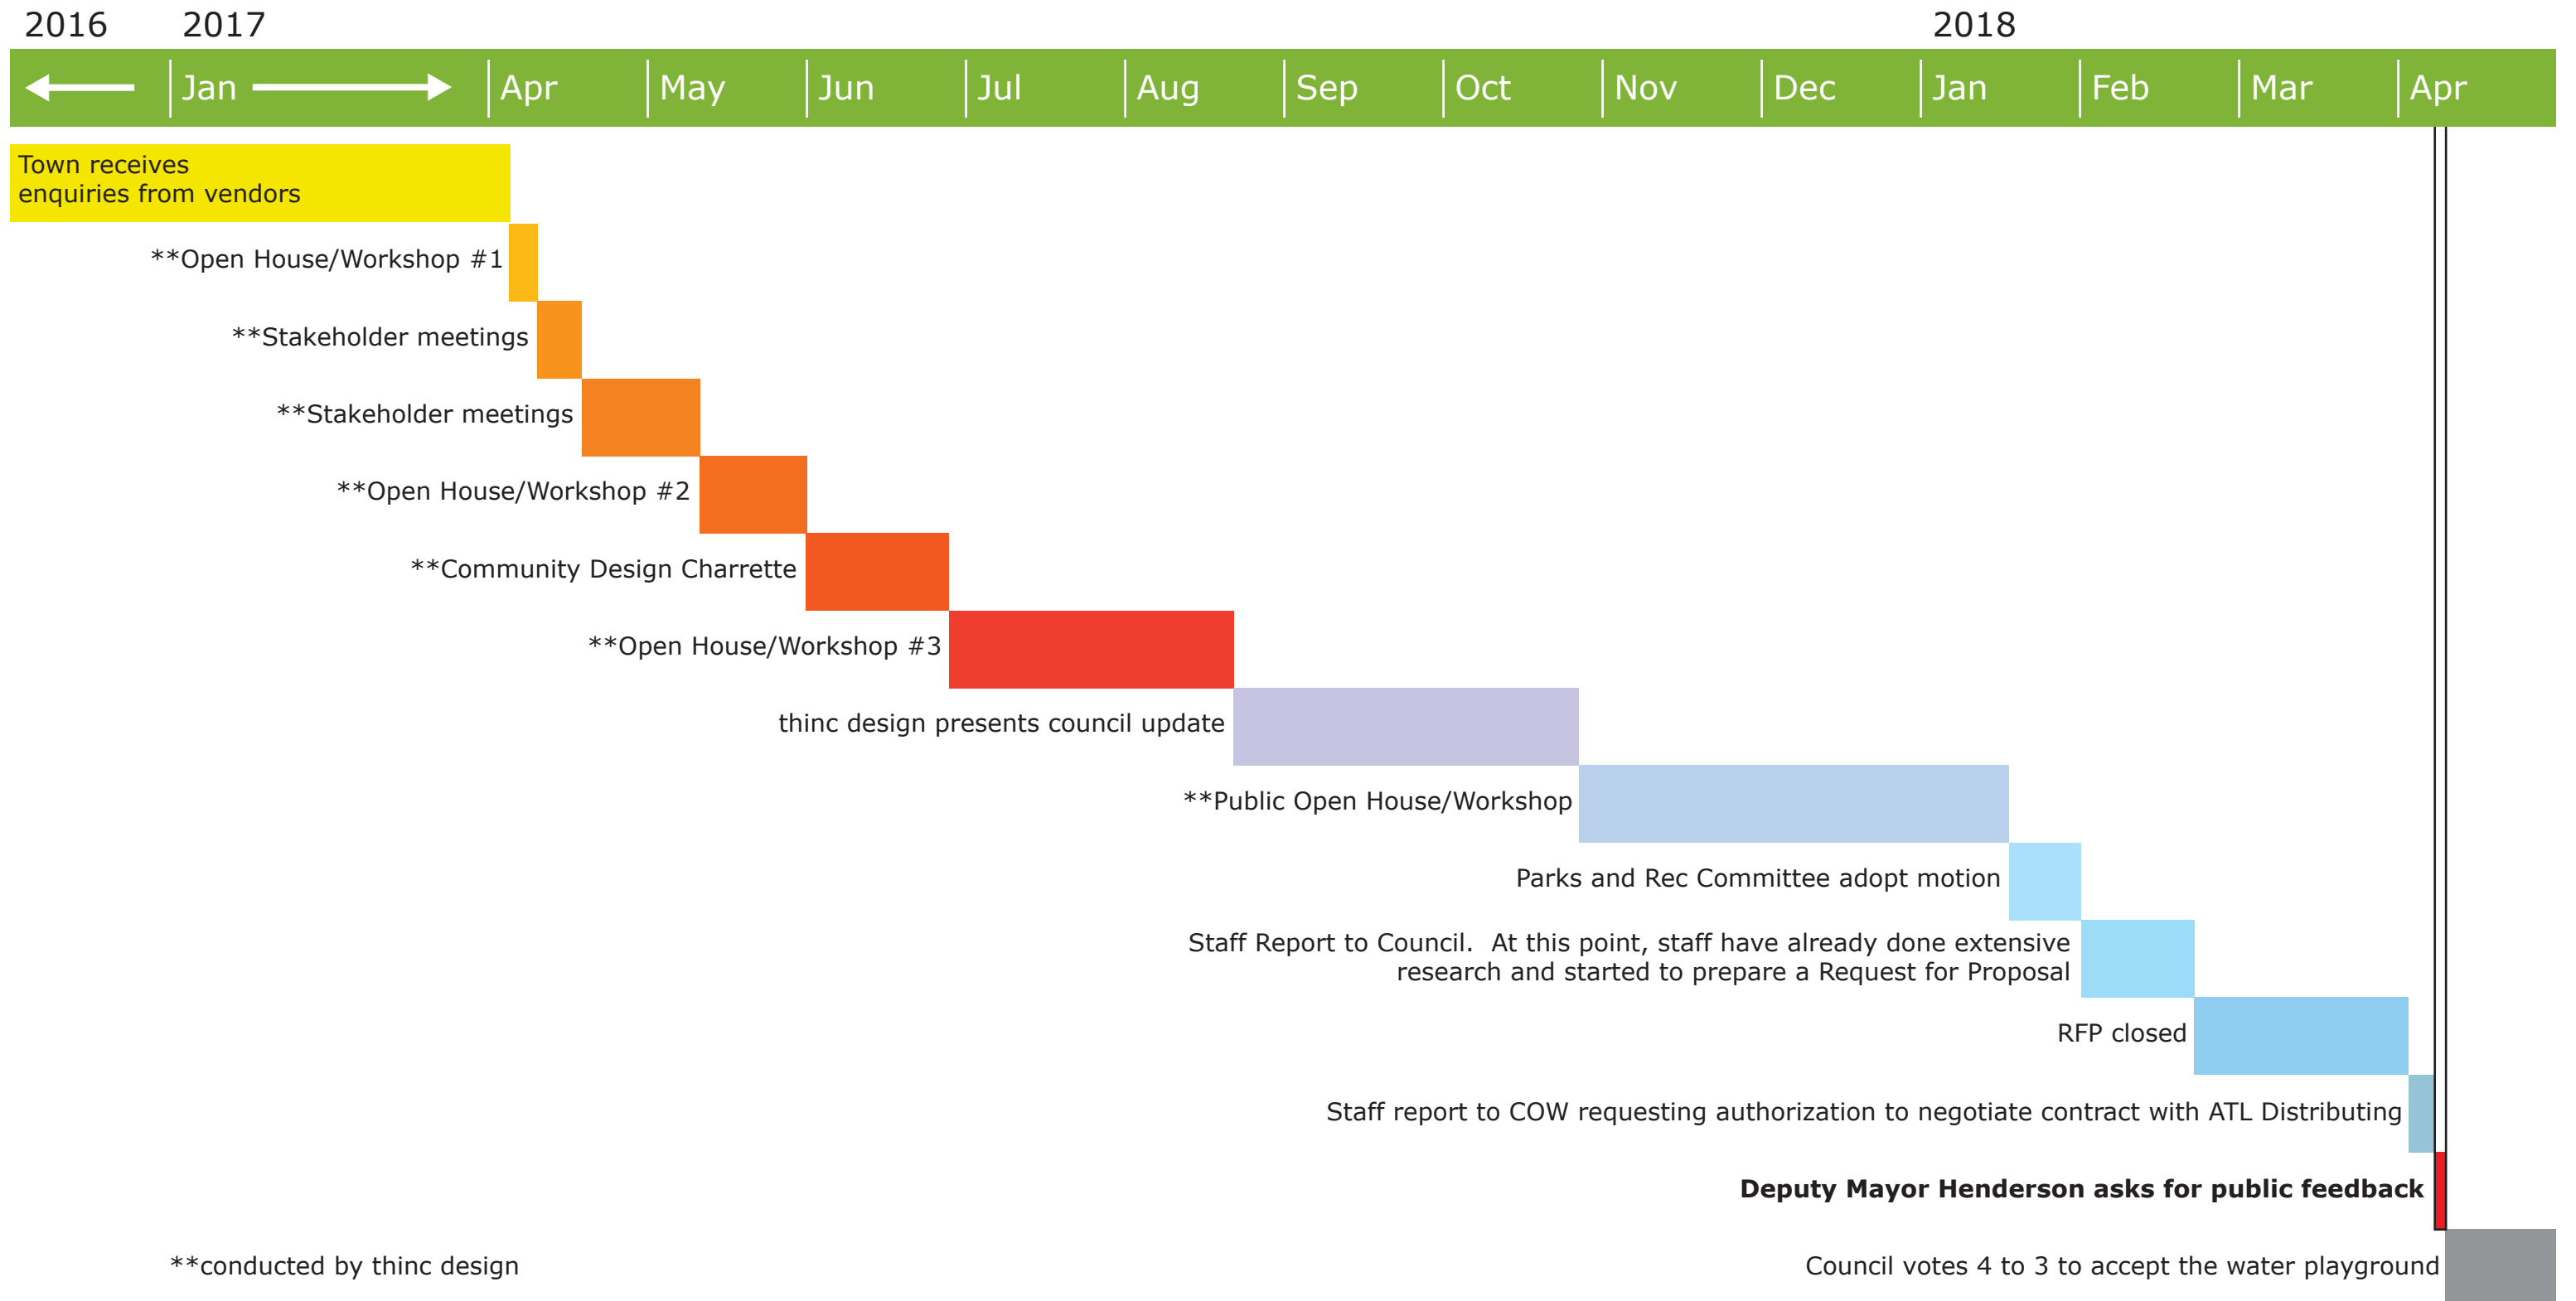 2016 2017 2018
Jan Apr May Jun Jul Aug Sep Oct Nov Dec Jan Feb Mar Apr
Town receives
enquiries from vendors
**Open House/Workshop #1
**Stakeholder meetings
**Stakeholder meetings
**Open House/Workshop #2
**Community Design Charrette
**Open House/Workshop #3
thinc design presents council update
**Public Open House/Workshop
Parks and Rec Committee adopt motion
Staff Report to Council.  At this point, staff have already done extensive
research and started to prepare a Request for Proposal
RFP closed
Staff report to COW requesting authorization to negotiate contract with ATL Distributing
Deputy Mayor Henderson asks for public feedback
**conducted by thinc design
Council votes 4 to 3 to accept the water playground